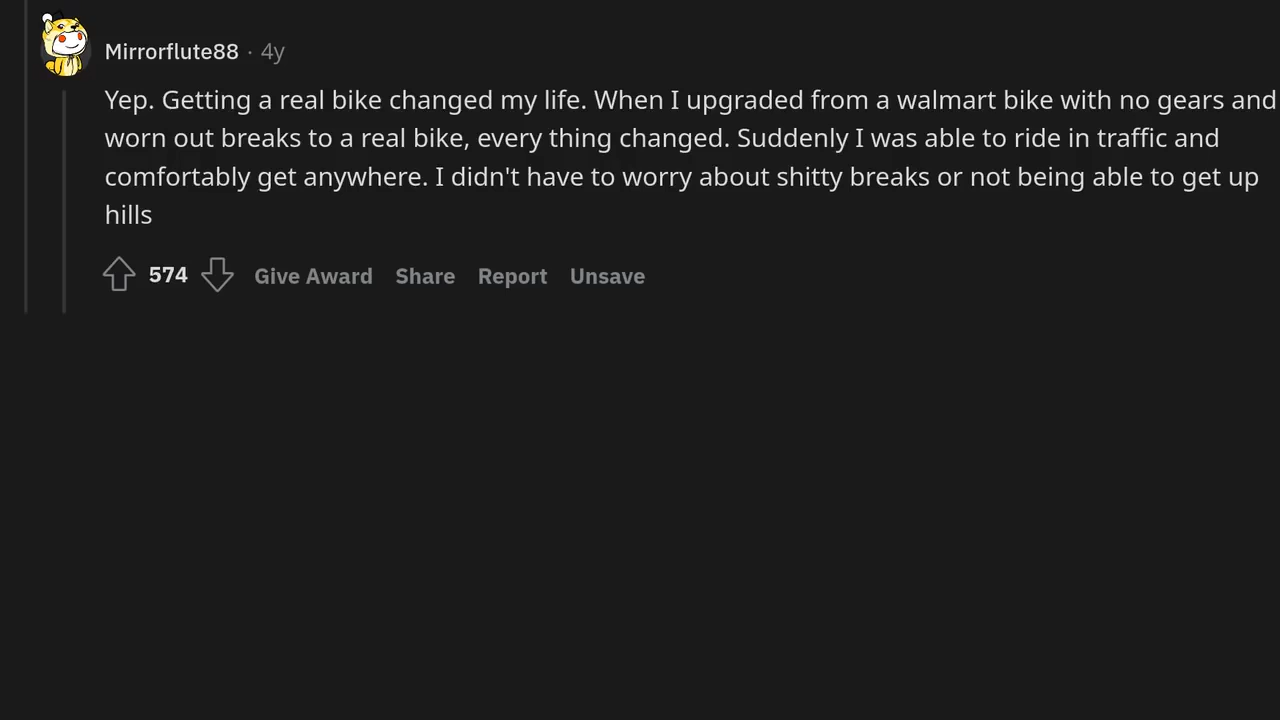 Mirrorflute88 · 4y
Yep. Getting a real bike changed my life. When I upgraded from a walmart bike with no gears and
worn out breaks to a real bike, every thing changed. Suddenly I was able to ride in traffic and
comfortably get anywhere. I didn't have to worry about shitty breaks or not being able to get up
hills
574 Give Award Share Report Unsave